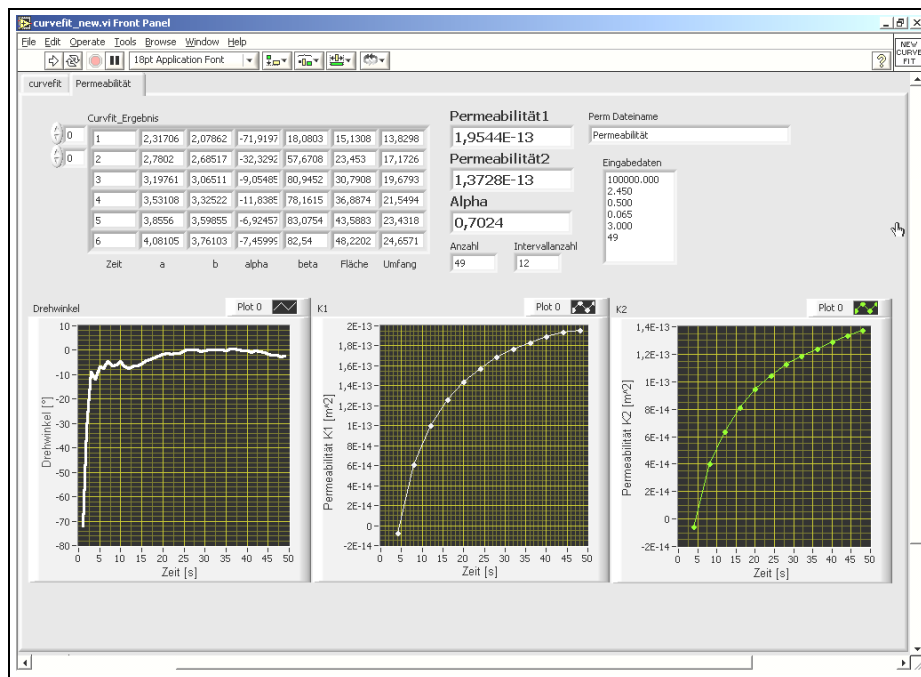 curvefit_new.vi Front Panel
File Edit Operate Tools Browse Window Help
18pt Application Font
NEW
CURVE
FIT
curvefit Permeabilität
Curvfit_Ergebnis
0
0
1 2,31706 2,07862 -71,9197 18,0803 15,1308 13,8298
2 2,7802 2,68517 -32,3292 57,6708 23,453 17,1726
3 3,19761 3,06511 -9,05485 80,9452 30,7908 19,6793
4 3,53108 3,32522 -11,8385 78,1615 36,8874 21,5494
5 3,8556 3,59855 -6,92457 83,0754 43,5883 23,4318
6 4,08105 3,76103 -7,45999 82,54 48,2202 24,6571
Zeit a b alpha beta Fläche Umfang
Permeabilität1
1,9544E-13
Permeabilität2
1,3728E-13
Alpha
0,7024
Anzahl Intervallanzahl
49 12
Perm Dateiname
Permeabilität
Eingabedaten
100000.000
2.450
0.500
0.065
3.000
49
Drehwinkel Plot 0
10
0
-10
-20
-30
-40
-50
-60
-70
-80
Drehwinkel [°]
0 5 10 15 20 25 30 35 40 45 50
Zeit [s]
K1 Plot 0
2E-13
1,8E-13
1,6E-13
1,4E-13
1,2E-13
1E-13
8E-14
6E-14
4E-14
2E-14
0
-2E-14
Permeabilität K1 [m^2]
0 5 10 15 20 25 30 35 40 45 50
Zeit [s]
K2 Plot 0
1,4E-13
1,2E-13
1E-13
8E-14
6E-14
4E-14
2E-14
0
-2E-14
Permeabilität K2 [m^2]
0 5 10 15 20 25 30 35 40 45 50
Zeit [s]